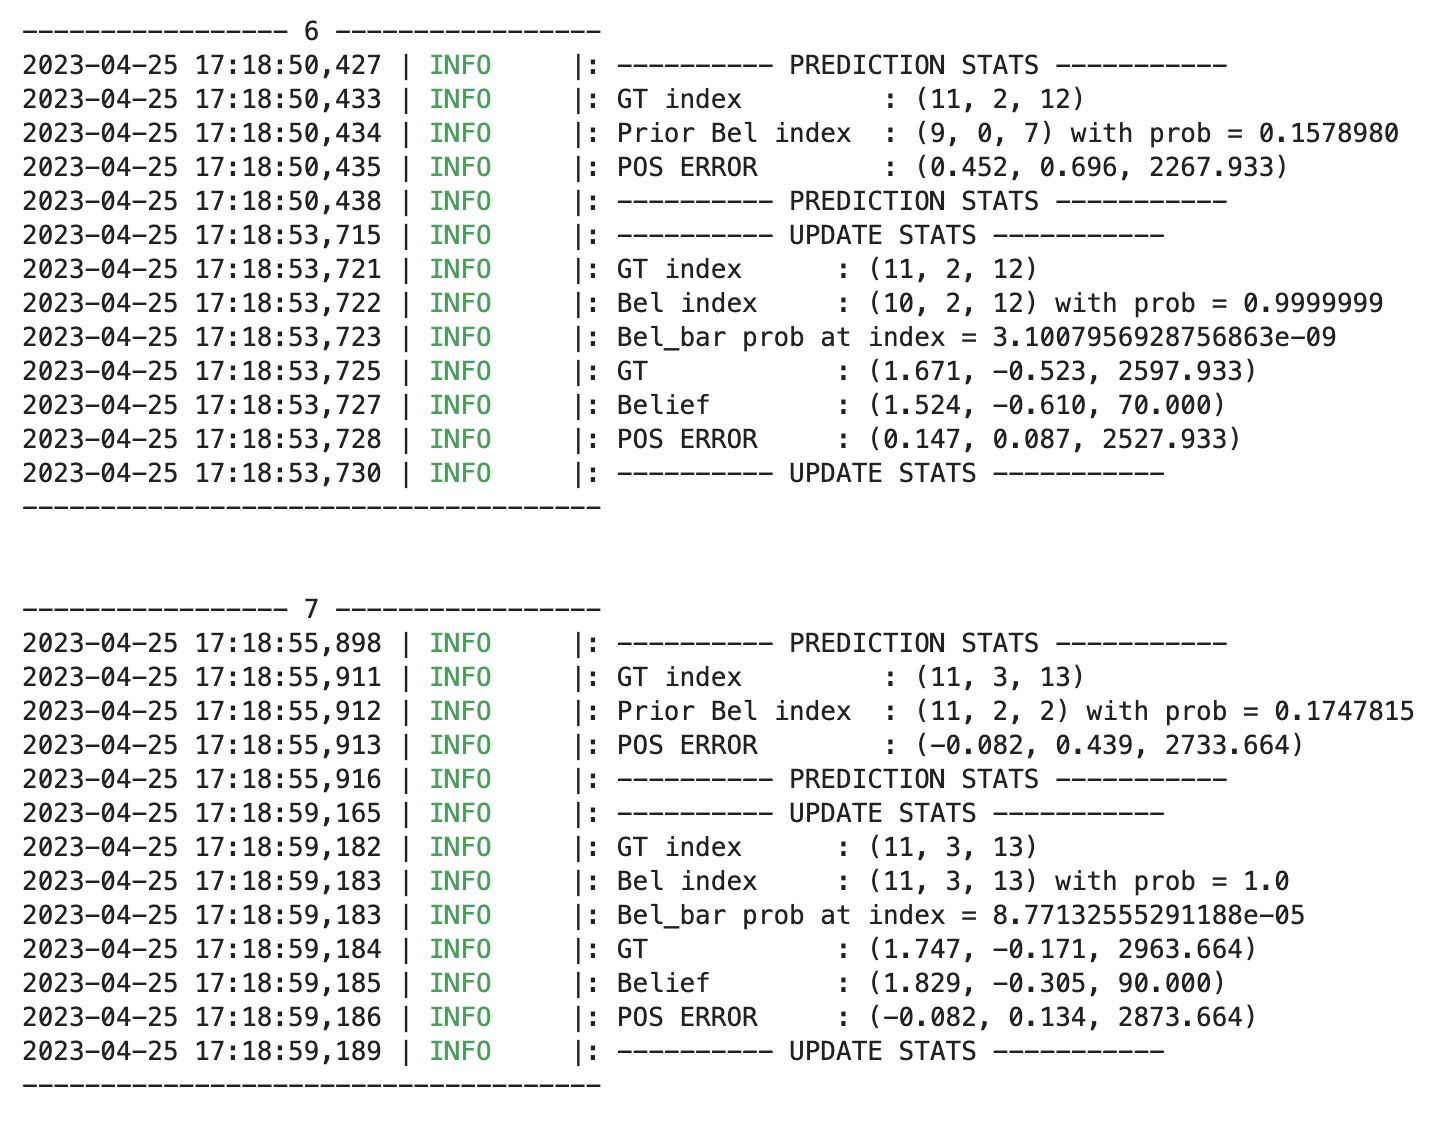 ----------------- 6 -----------------
2023-04-25 17:18:50,427 | INFO     |: ---------- PREDICTION STATS -----------
2023-04-25 17:18:50,433 | INFO     |: GT index         : (11, 2, 12)
2023-04-25 17:18:50,434 | INFO     |: Prior Bel index  : (9, 0, 7) with prob = 0.1578980
2023-04-25 17:18:50,435 | INFO     |: POS ERROR        : (0.452, 0.696, 2267.933)
2023-04-25 17:18:50,438 | INFO     |: ---------- PREDICTION STATS -----------
2023-04-25 17:18:53,715 | INFO     |: ---------- UPDATE STATS -----------
2023-04-25 17:18:53,721 | INFO     |: GT index      : (11, 2, 12)
2023-04-25 17:18:53,722 | INFO     |: Bel index     : (10, 2, 12) with prob = 0.9999999
2023-04-25 17:18:53,723 | INFO     |: Bel_bar prob at index = 3.1007956928756863e-09
2023-04-25 17:18:53,725 | INFO     |: GT            : (1.671, -0.523, 2597.933)
2023-04-25 17:18:53,727 | INFO     |: Belief        : (1.524, -0.610, 70.000)
2023-04-25 17:18:53,728 | INFO     |: POS ERROR     : (0.147, 0.087, 2527.933)
2023-04-25 17:18:53,730 | INFO     |: ---------- UPDATE STATS -----------
-------------------------------------
----------------- 7 -----------------
2023-04-25 17:18:55,898 | INFO     |: ---------- PREDICTION STATS -----------
2023-04-25 17:18:55,911 | INFO     |: GT index         : (11, 3, 13)
2023-04-25 17:18:55,912 | INFO     |: Prior Bel index  : (11, 2, 2) with prob = 0.1747815
2023-04-25 17:18:55,913 | INFO     |: POS ERROR        : (-0.082, 0.439, 2733.664)
2023-04-25 17:18:55,916 | INFO     |: ---------- PREDICTION STATS -----------
2023-04-25 17:18:59,165 | INFO     |: ---------- UPDATE STATS -----------
2023-04-25 17:18:59,182 | INFO     |: GT index      : (11, 3, 13)
2023-04-25 17:18:59,183 | INFO     |: Bel index     : (11, 3, 13) with prob = 1.0
2023-04-25 17:18:59,183 | INFO     |: Bel_bar prob at index = 8.77132555291188e-05
2023-04-25 17:18:59,184 | INFO     |: GT            : (1.747, -0.171, 2963.664)
2023-04-25 17:18:59,185 | INFO     |: Belief        : (1.829, -0.305, 90.000)
2023-04-25 17:18:59,186 | INFO     |: POS ERROR     : (-0.082, 0.134, 2873.664)
2023-04-25 17:18:59,189 | INFO     |: ---------- UPDATE STATS -----------
-------------------------------------